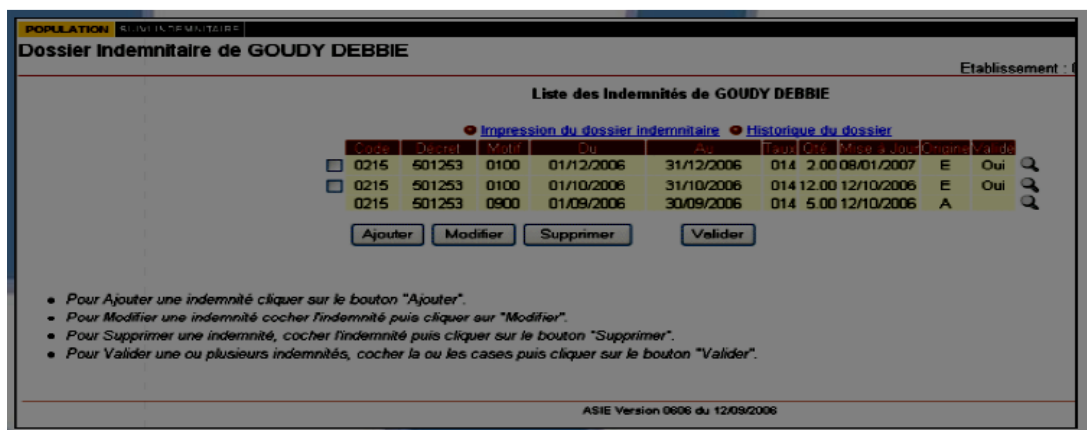 POPULATION SUIVI INDEMNITAIRE
Dossier Indemnitaire de GOUDY DEBBIE
Etablissement :
Liste des Indemnités de GOUDY DEBBIE
Impression du dossier indemnitaire Historique du dossier
Code Decret Motif Du Au Taux Qté Mise à Jour Origine Valide
0215 501253 0100 01/12/2006 31/12/2006 014 2.00 08/01/2007 E Oui
0215 501253 0100 01/10/2006 31/10/2006 014 12.00 12/10/2006 E Oui
0215 501253 0900 01/09/2006 30/09/2006 014 5.00 12/10/2006 A
Ajouter Modifier Supprimer Valider
• Pour Ajouter une indemnité cliquer sur le bouton "Ajouter".
• Pour Modifier une indemnité cocher l'indemnité puis cliquer sur "Modifier".
• Pour Supprimer une indemnité, cocher l'indemnité puis cliquer sur le bouton "Supprimer".
• Pour Valider une ou plusieurs indemnités, cocher la ou les cases puis cliquer sur le bouton "Valider".
ASIE Version 0606 du 12/09/2006